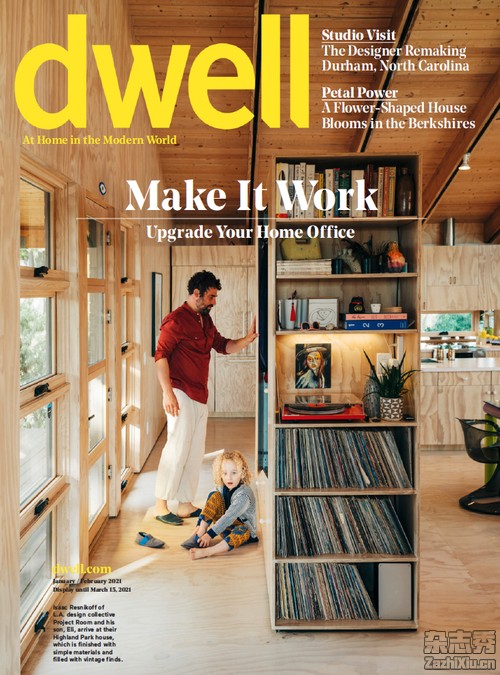 dwell
At Home in the Modern World
Studio Visit
The Designer Remaking
Durham, North Carolina
Petal Power
A Flower-Shaped House
Blooms in the Berkshires
Make It Work
Upgrade Your Home Office
1 2 3
dwell.com
January / February 2021
Display until March 15, 2021
Isaac Resnikoff of
L.A. design collective
Project Room and his
son, Eli, arrive at their
Highland Park house,
which is finished with
simple materials and
filled with vintage finds.
杂志秀
ZaZhiXiu.cn